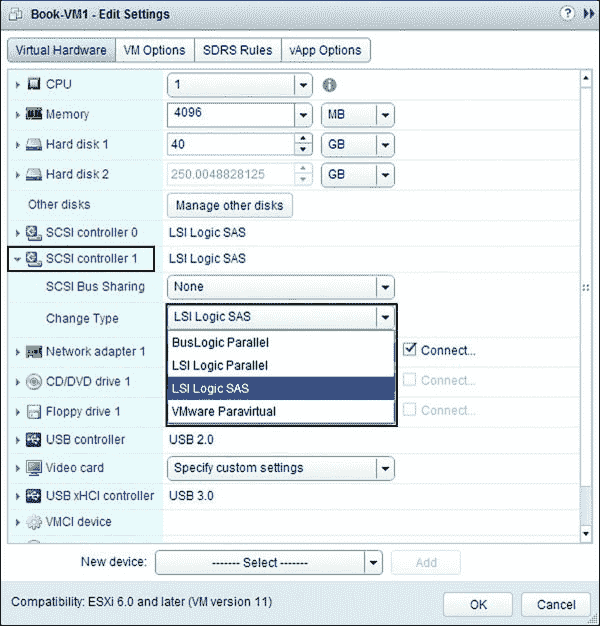 Book-VM1 - Edit Settings
Virtual Hardware VM Options SDRS Rules vApp Options
CPU 1
Memory 4096 MB
Hard disk 1 40 GB
Hard disk 2 250.0048828125 GB
Other disks Manage other disks
SCSI controller 0 LSI Logic SAS
SCSI controller 1 LSI Logic SAS
SCSI Bus Sharing None
Change Type LSI Logic SAS
BusLogic Parallel
Network adapter 1 Connect...
LSI Logic Parallel
CD/DVD drive 1 LSI Logic SAS Connect...
Floppy drive 1 VMware Paravirtual Connect...
USB controller USB 2.0
Video card Specify custom settings
USB xHCI controller USB 3.0
VMCI device
New device: ------- Select ------- Add
Compatibility: ESXi 6.0 and later (VM version 11) OK Cancel